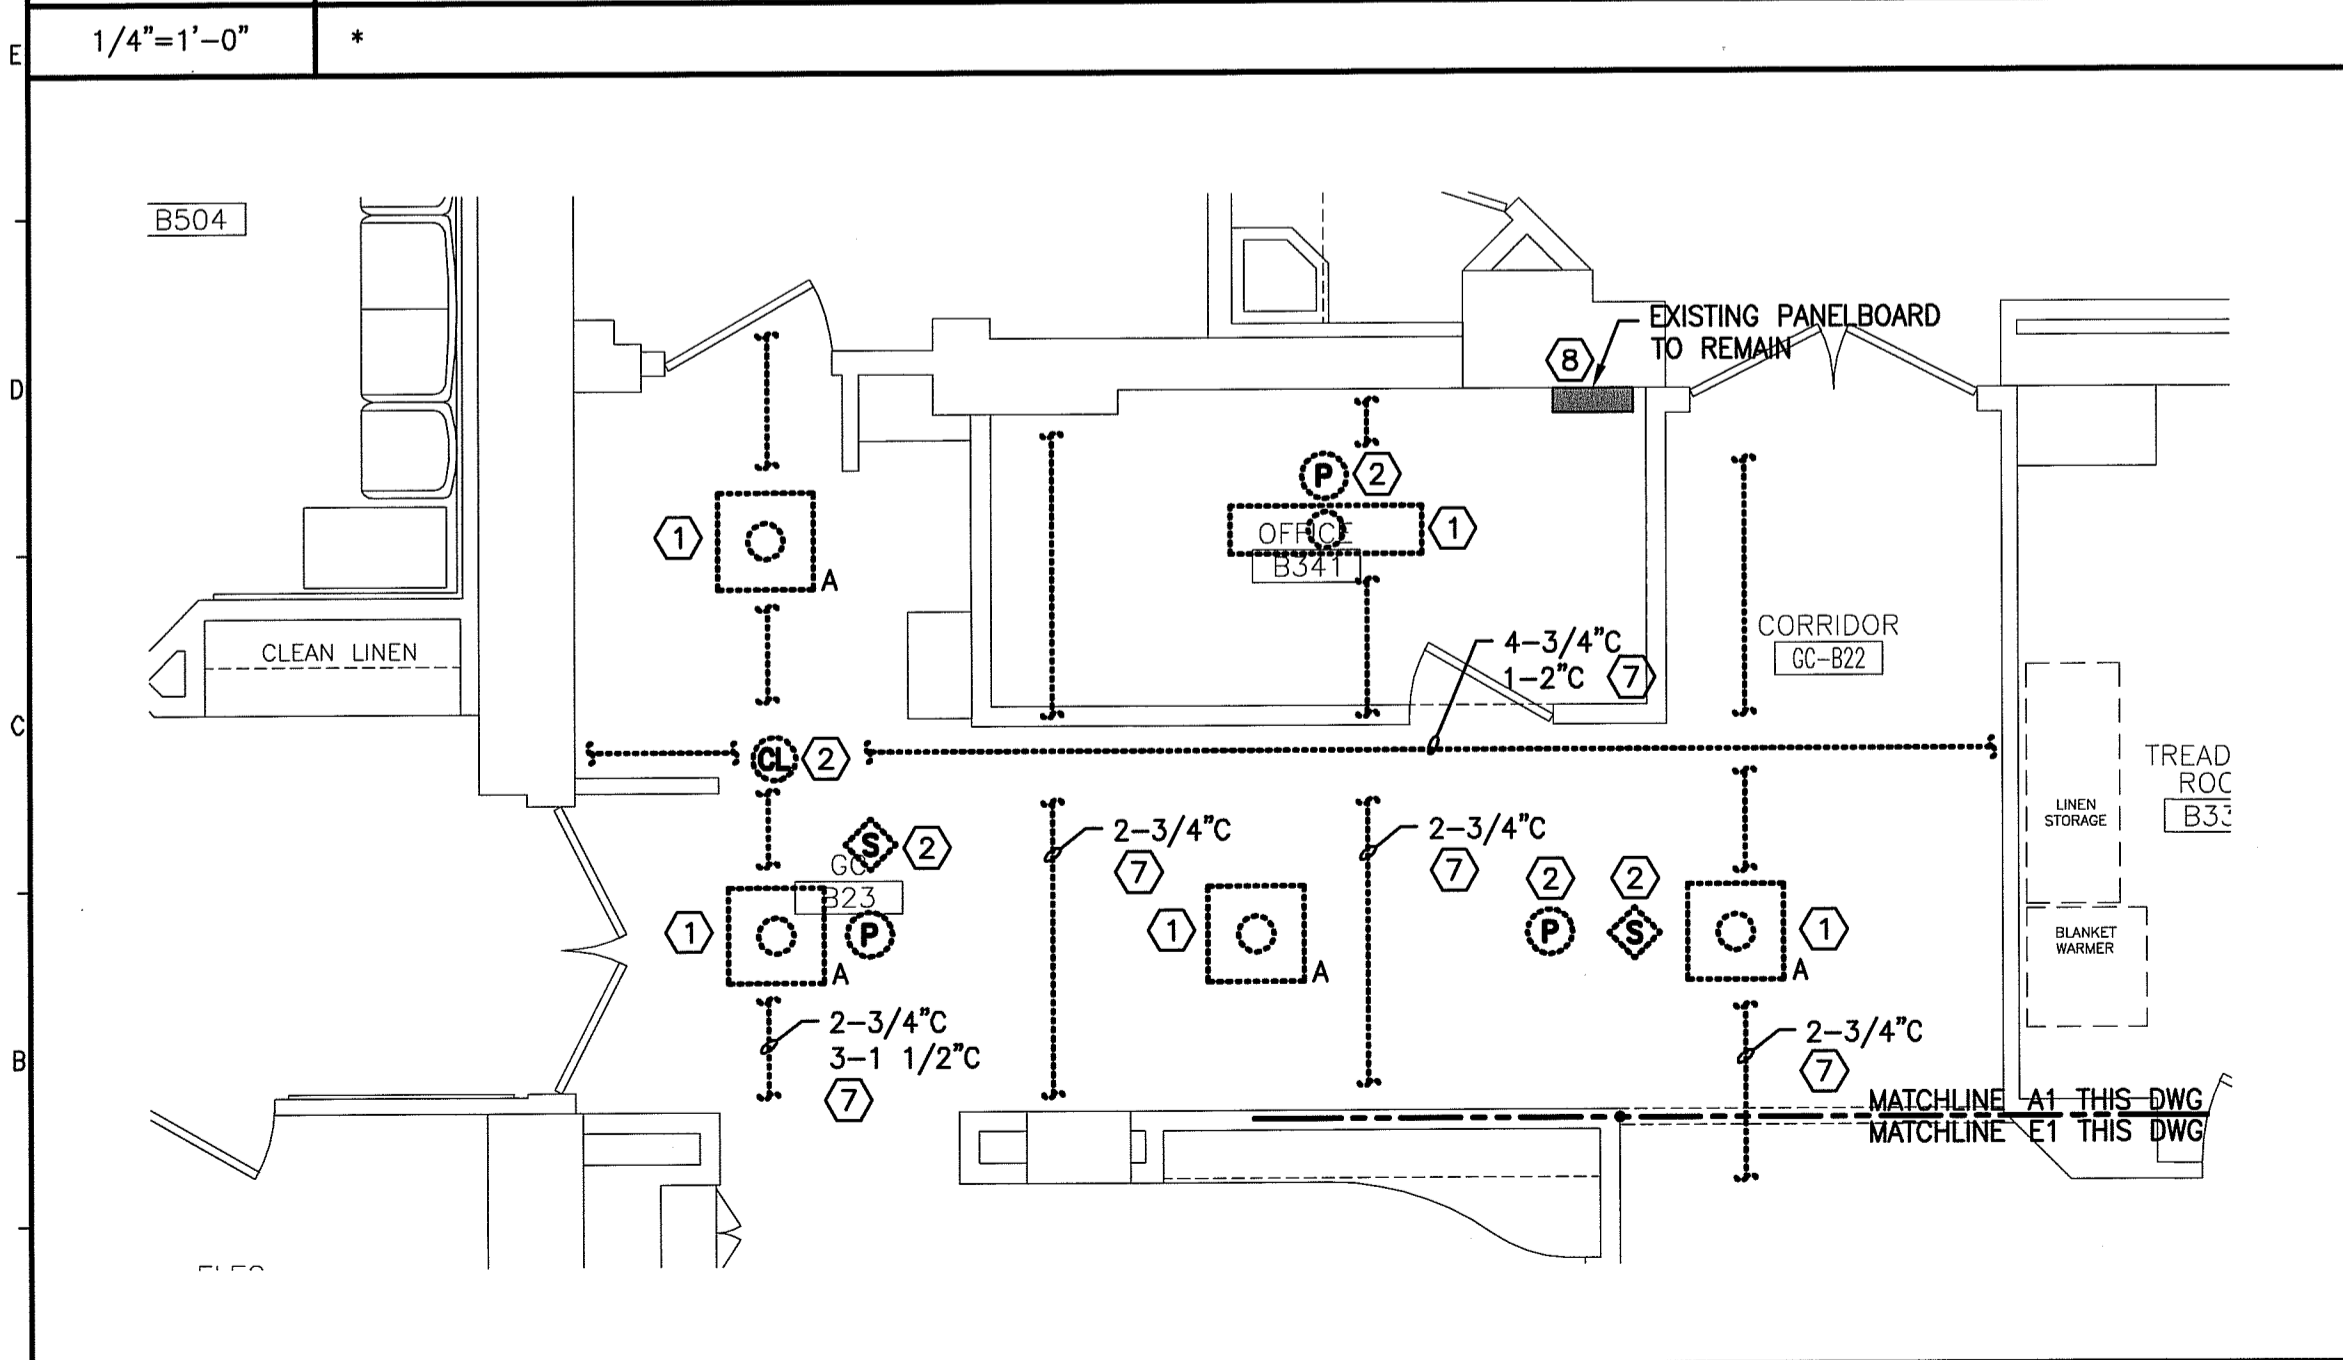 E
1/4"=1'-0"
*
B504
EXISTING PANELBOARD
TO REMAIN
8
D
P
2
1
OFFICE
1
B341
A
CLEAN LINEN
4-3/4"C
1-2"C
7
CORRIDOR
GC-B22
C
CL
2
TREAD
ROO
B33
LINEN
STORAGE
2-3/4"C
7
2-3/4"C
7
S
2
GC
B23
2
2
1
P
1
P
S
1
A
A
A
BLANKET
WARMER
2-3/4"C
3-1 1/2"C
7
2-3/4"C
7
B
MATCHLINE A1 THIS DWG
MATCHLINE E1 THIS DWG